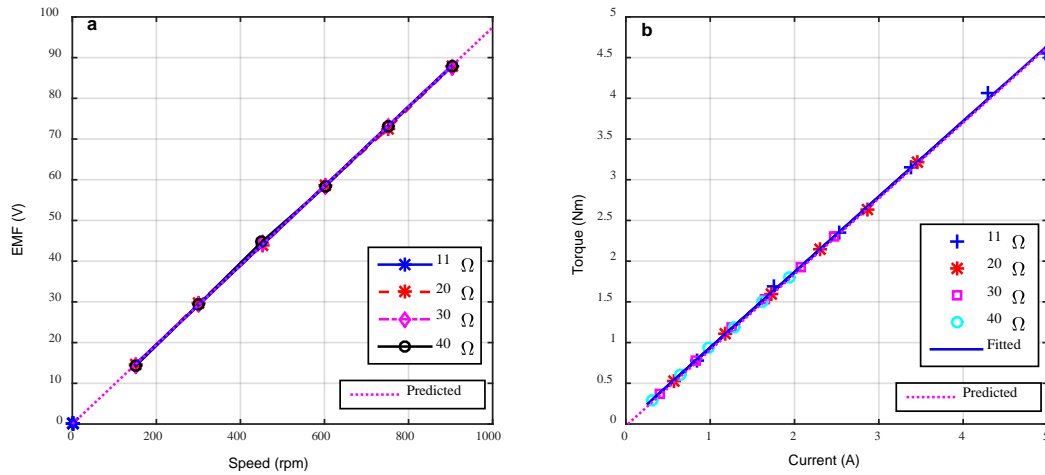 a
100
90
80
70
60
50
40
30
20
10
0
EMF (V)
0 200 400 600 800 1000
Speed (rpm)
11 Ω
20 Ω
30 Ω
40 Ω
Predicted
b
5
4.5
4
3.5
3
2.5
2
1.5
1
0.5
0
Torque (Nm)
0 1 2 3 4 5
Current (A)
11 Ω
20 Ω
30 Ω
40 Ω
Fitted
Predicted